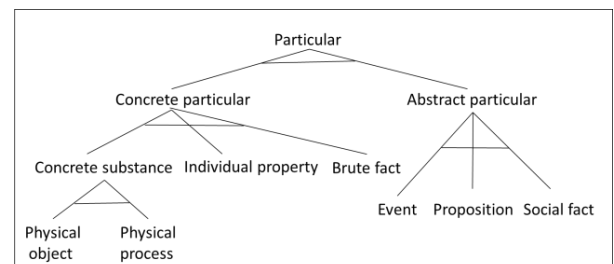 Particular
Concrete particular Abstract particular
Concrete substance Individual property Brute fact
Event Proposition Social fact
Physical Physical
object process